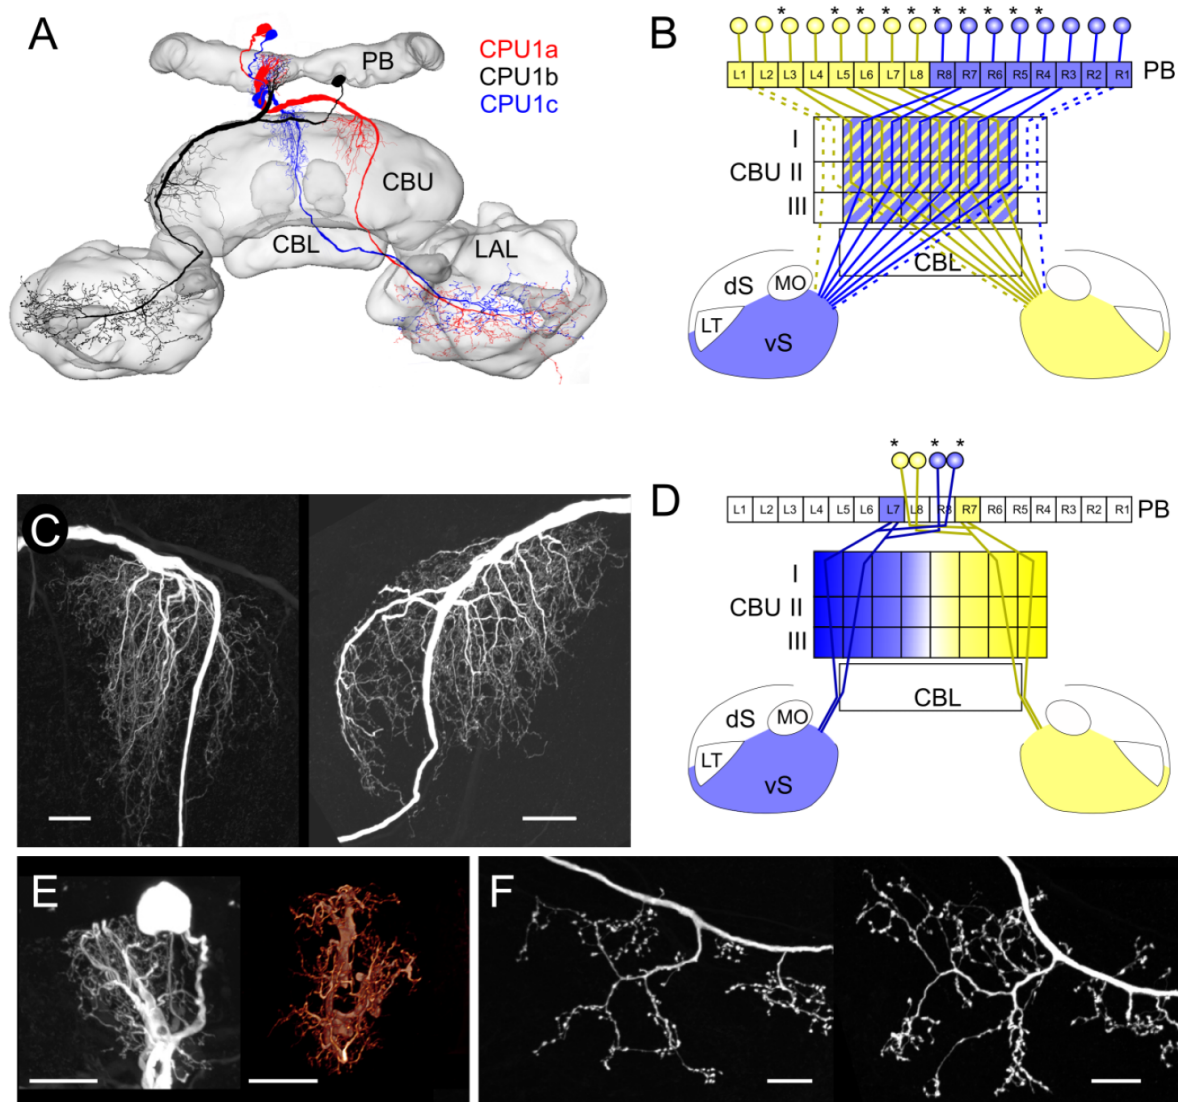 A
CPU1a
CPU1b
CPU1c
PB
CBU
CBL
LAL
B
* * * * * * * * * *
L1 L2 L3 L4 L5 L6 L7 L8 R8 R7 R6 R5 R4 R3 R2 R1 PB
I
CBU II
III
CBL
dS MO
LT
vS
C
D
* * *
L1 L2 L3 L4 L5 L6 L7 L8 R8 R7 R6 R5 R4 R3 R2 R1 PB
I
CBU II
III
CBL
dS MO
LT
vS
E
F